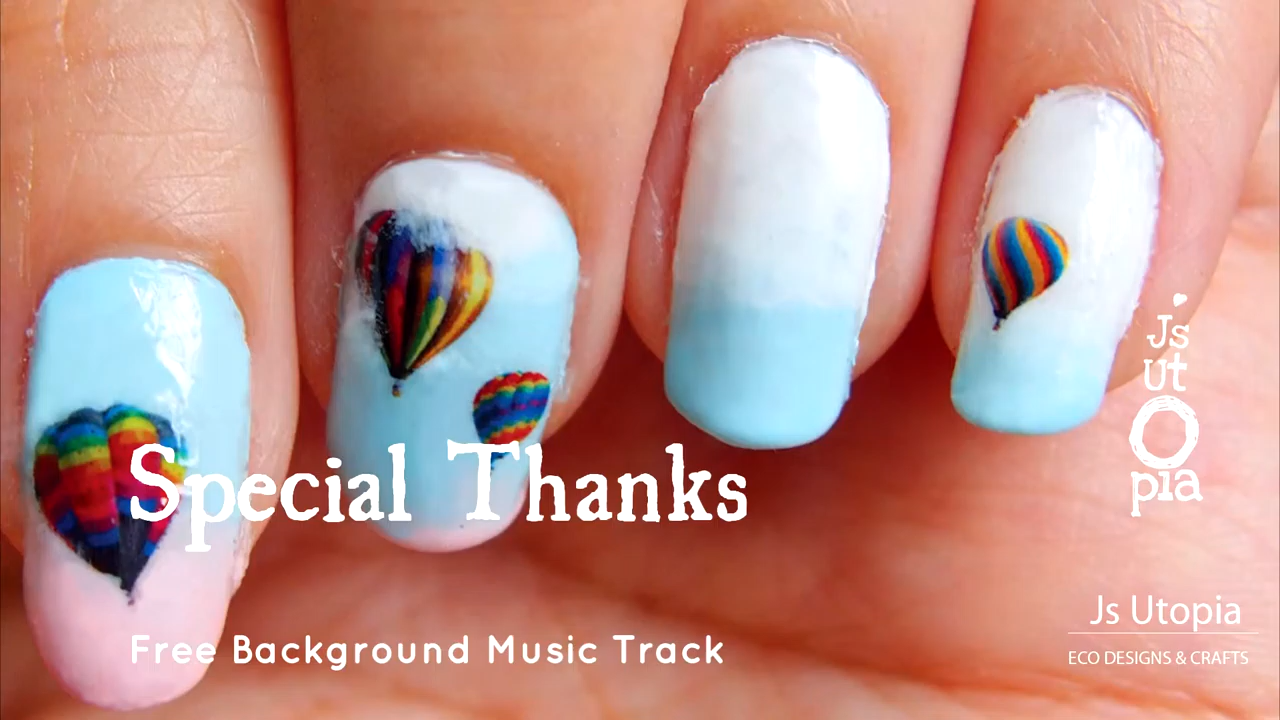 Special Thanks
Free Background Music Track
Js
Ut
O
pia
Js Utopia
ECO DESIGNS & CRAFTS